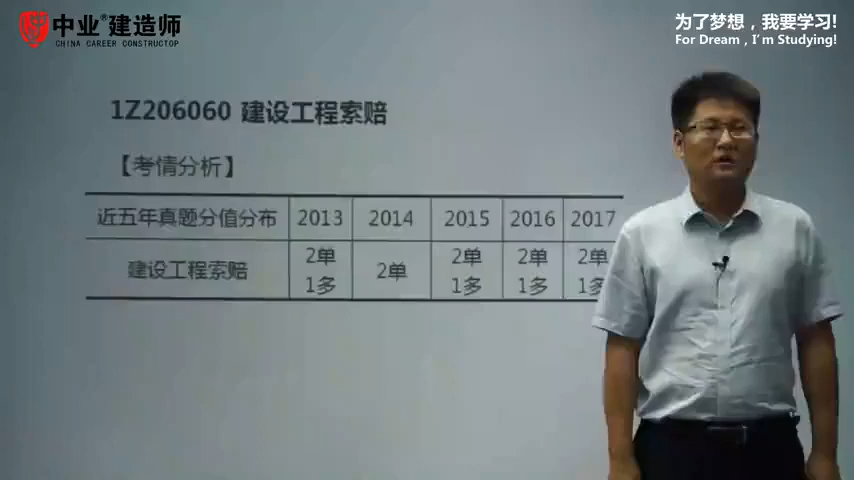 中业®建造师
CHINA CAREER CONSTRUCTOP
为了梦想，我要学习!
For Dream, I'm Studying!
1Z206060 建设工程索赔
【考情分析】
近五年真题分值分布 2013 2014 2015 2016 2017
建设工程索赔 2单 1多 2单 2单 1多 2单 1多 2单 1多